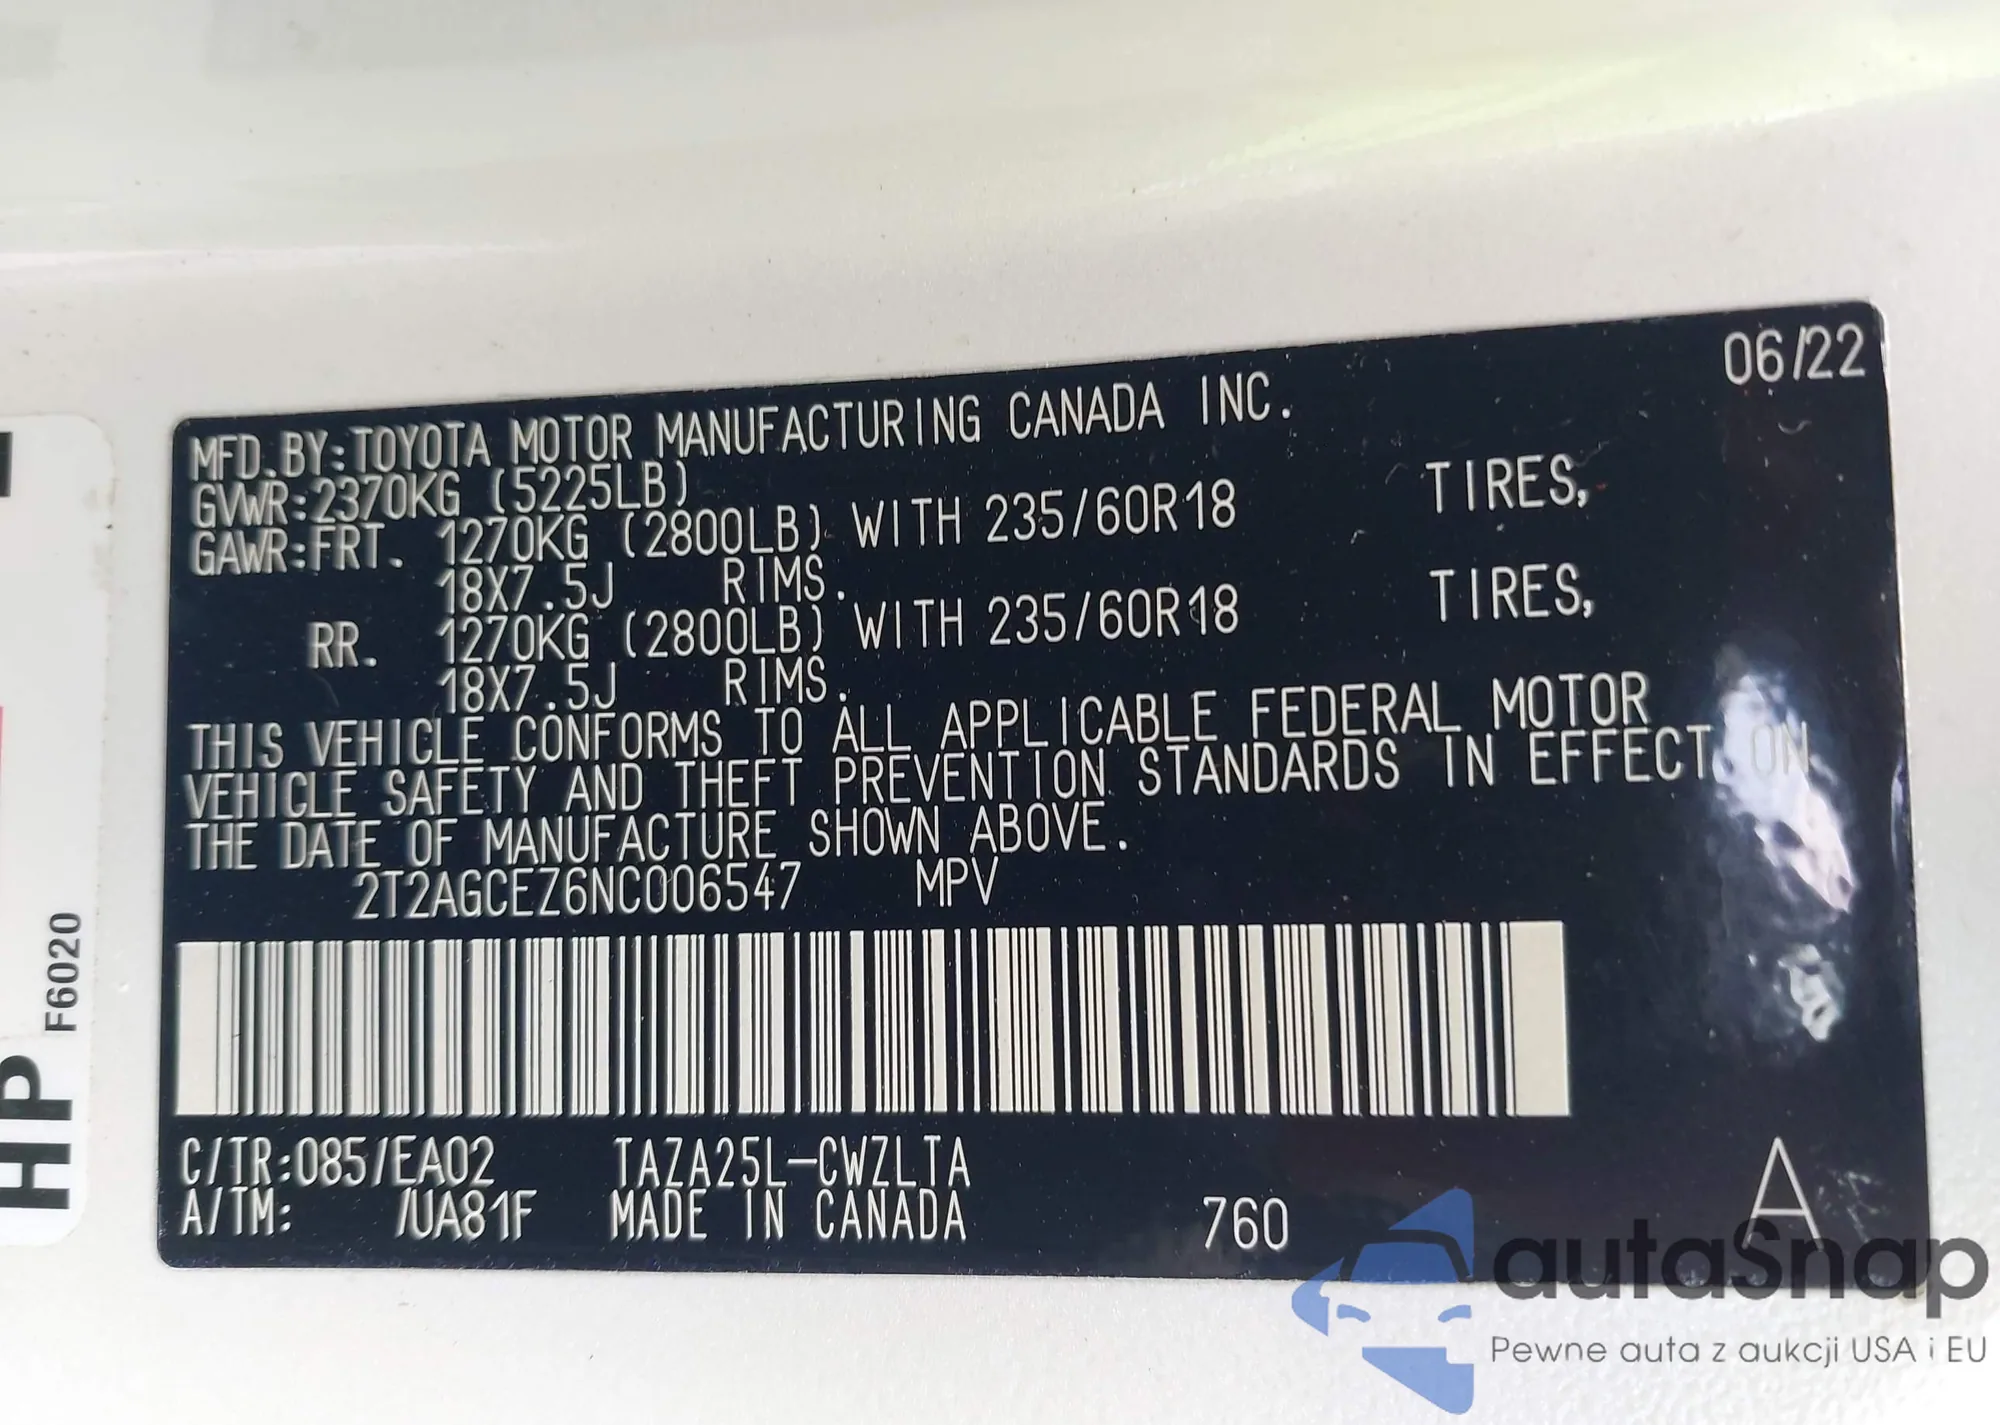 06/22
MFD.BY:TOYOTA MOTOR MANUFACTURING CANADA INC.
GVWR:2370KG (5225LB)
GAWR:FRT. 1270KG (2800LB) WITH 235/60R18 TIRES,
18X7.5J RIMS.
RR. 1270KG (2800LB) WITH 235/60R18 TIRES,
18X7.5J RIMS.
THIS VEHICLE CONFORMS TO ALL APPLICABLE FEDERAL MOTOR
VEHICLE SAFETY AND THEFT PREVENTION STANDARDS IN EFFECT ON
THE DATE OF MANUFACTURE SHOWN ABOVE.
2T2AGCEZ6NC006547 MPV
C/TR:085/EA02 TAZA25L-CWZLTA
A/TM: /UA81F MADE IN CANADA 760 A
F6020
HP
autaSnap
Pewne auta z aukcji USA i EU